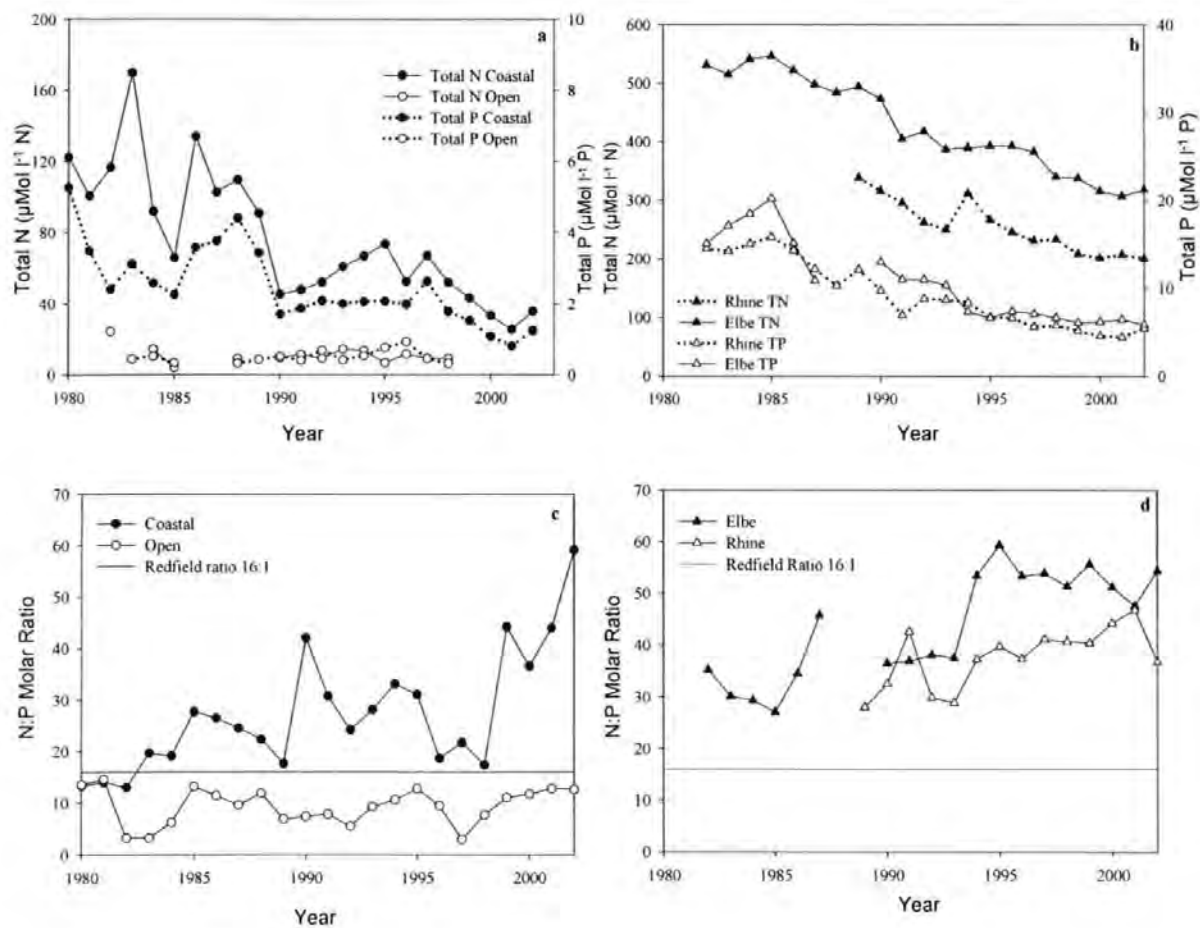 a
Total N Coastal
Total N Open
Total P Coastal
Total P Open
Total N (µMol l⁻¹ N)
200
160
120
80
40
0
Total P (µMol l⁻¹ P)
10
8
6
4
2
0
1980 1985 1990 1995 2000
Year
b
Rhine TN
Elbe TN
Rhine TP
Elbe TP
Total N (µMol l⁻¹ N)
600
500
400
300
200
100
0
Total P (µMol l⁻¹ P)
40
30
20
10
0
1980 1985 1990 1995 2000
Year
c
Coastal
Open
Redfield ratio 16:1
N:P Molar Ratio
70
60
50
40
30
20
10
0
1980 1985 1990 1995 2000
Year
d
Elbe
Rhine
Redfield Ratio 16:1
N:P Molar Ratio
70
60
50
40
30
20
10
0
1980 1985 1990 1995 2000
Year